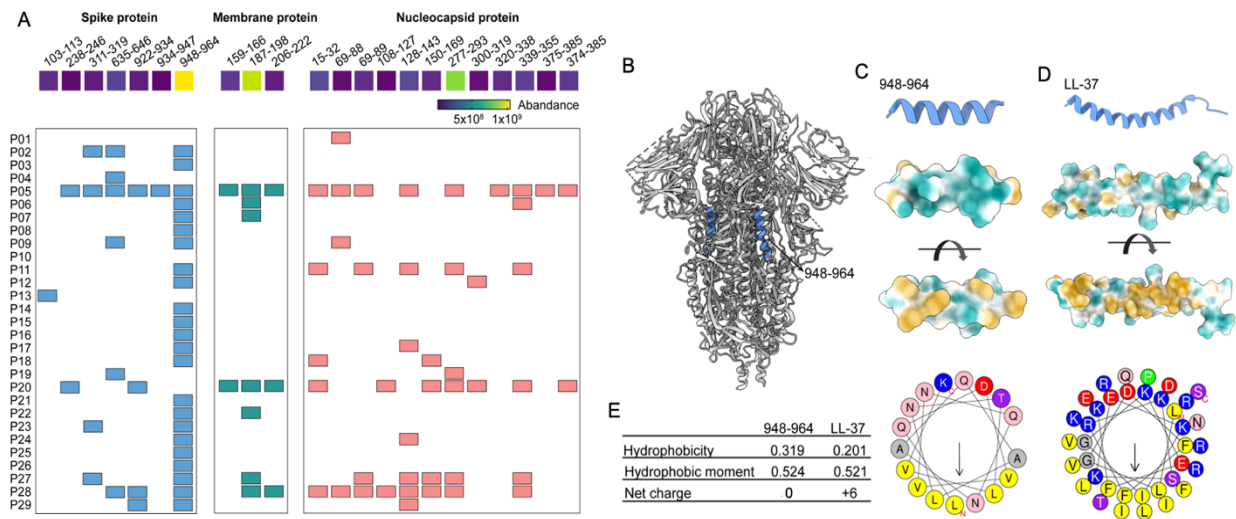 A
Spike protein
Membrane protein
Nucleocapsid protein
103-113
238-246
311-319
635-646
922-934
934-947
948-964
159-166
187-198
206-222
15-32
69-88
69-89
108-127
128-143
150-169
277-293
300-319
320-338
339-355
375-385
374-385
Abandance
5x10⁸ 1x10⁹
P01
P02
P03
P04
P05
P06
P07
P08
P09
P10
P11
P12
P13
P14
P15
P16
P17
P18
P19
P20
P21
P22
P23
P24
P25
P26
P27
P28
P29
B
948-964
C
948-964
D
LL-37
E
948-964 LL-37
Hydrophobicity 0.319 0.201
Hydrophobic moment 0.524 0.521
Net charge 0 +6
N K Q D
N T
Q Q
A A
V V
V L
L L N
N
Q P
R D K K D R S
E E C
K K L
R K N
V G F R
V G E R
L K S
T F F I L I F
I L